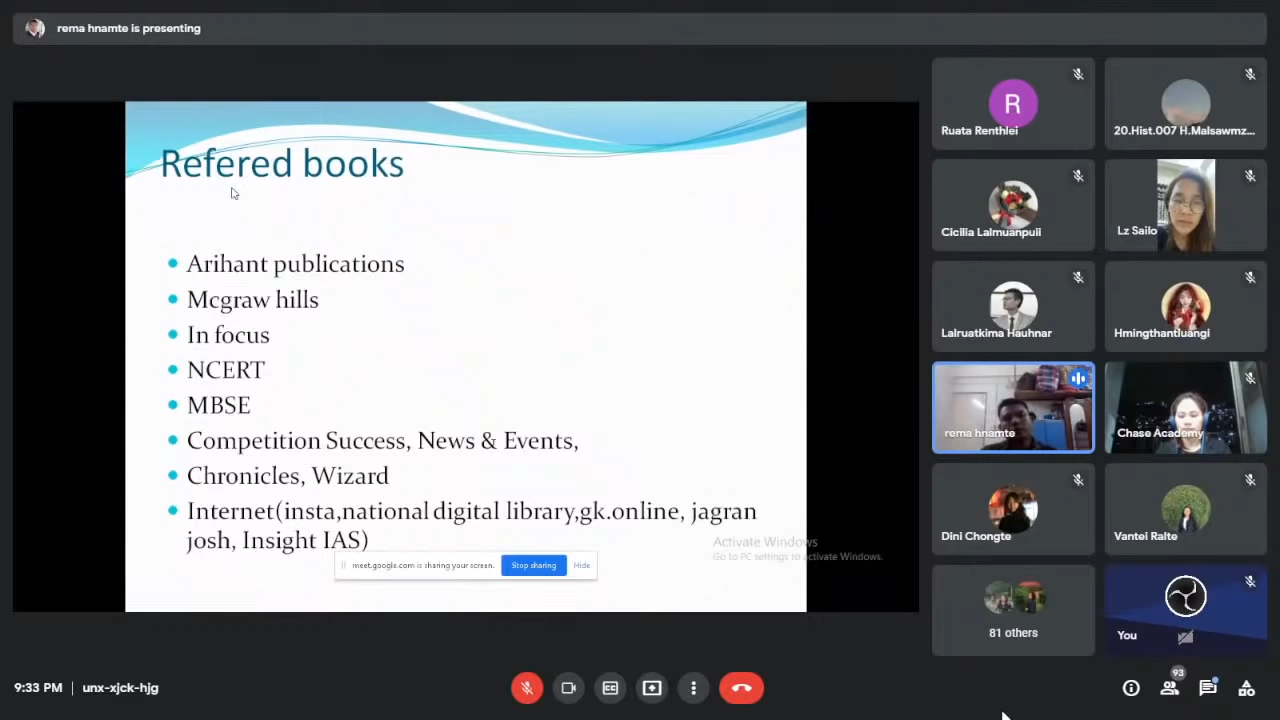 rema hnamte is presenting
Refered books
Arihant publications
Mcgraw hills
In focus
NCERT
MBSE
Competition Success, News & Events,
Chronicles, Wizard
Internet(insta,national digital library,gk.online, jagran
josh, Insight IAS)
Activate Windows
Go to PC settings to activate Windows.
meet.google.com is sharing your screen.
Stop sharing
Hide
R
Ruata Renthlei
20.Hist.007 H.Malsawmz...
Cicilia Lalmuanpuii
Lz Sailo
Lalruatkima Hauhnar
Hmingthantluangi
rema hnamte
Chase Academy
Dini Chongte
Vantei Ralte
81 others
You
9:33 PM | unx-xjck-hjg
CC
93